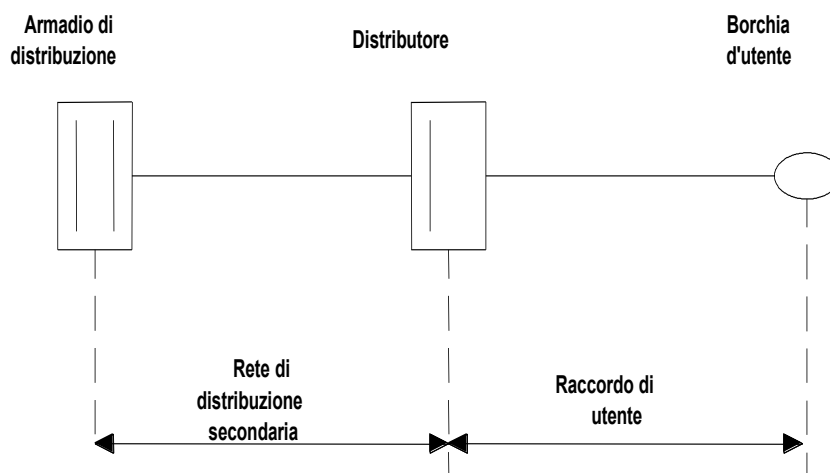 Armadio di
distribuzione
Distributore
Borchia
d'utente
Rete di
distribuzione
secondaria
Raccordo di
utente